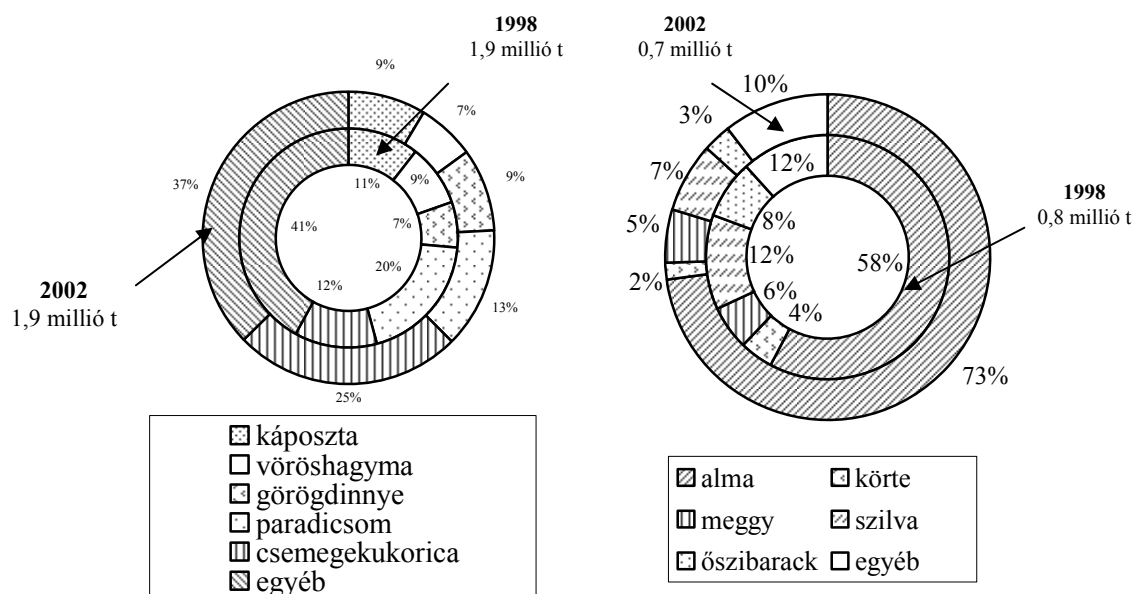 1998
1,9 millió t
9%
7%
9%
13%
25%
37%
11%
9%
7%
20%
12%
41%
2002
1,9 millió t
káposzta
vöröshagyma
görögdinnye
paradicsom
csemegekukorica
egyéb
2002
0,7 millió t
10%
3%
7%
5%
2%
73%
12%
8%
12%
6%
4%
58%
1998
0,8 millió t
alma körte
meggy szilva
őszibarack egyéb